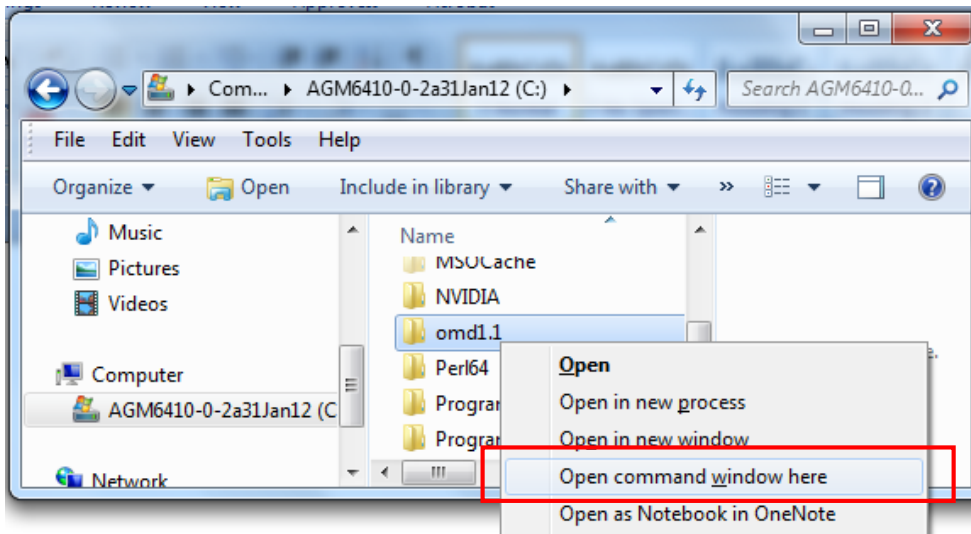 Com... ▸ AGM6410-0-2a31Jan12 (C:) ▸
Search AGM6410-0...
File Edit View Tools Help
Organize Open Include in library Share with »
Music
Pictures
Videos
Computer
AGM6410-0-2a31Jan12 (C
Network
Name
MSOCache
NVIDIA
omd1.1
Perl64
Program
Program
Open
Open in new process
Open in new window
Open command window here
Open as Notebook in OneNote